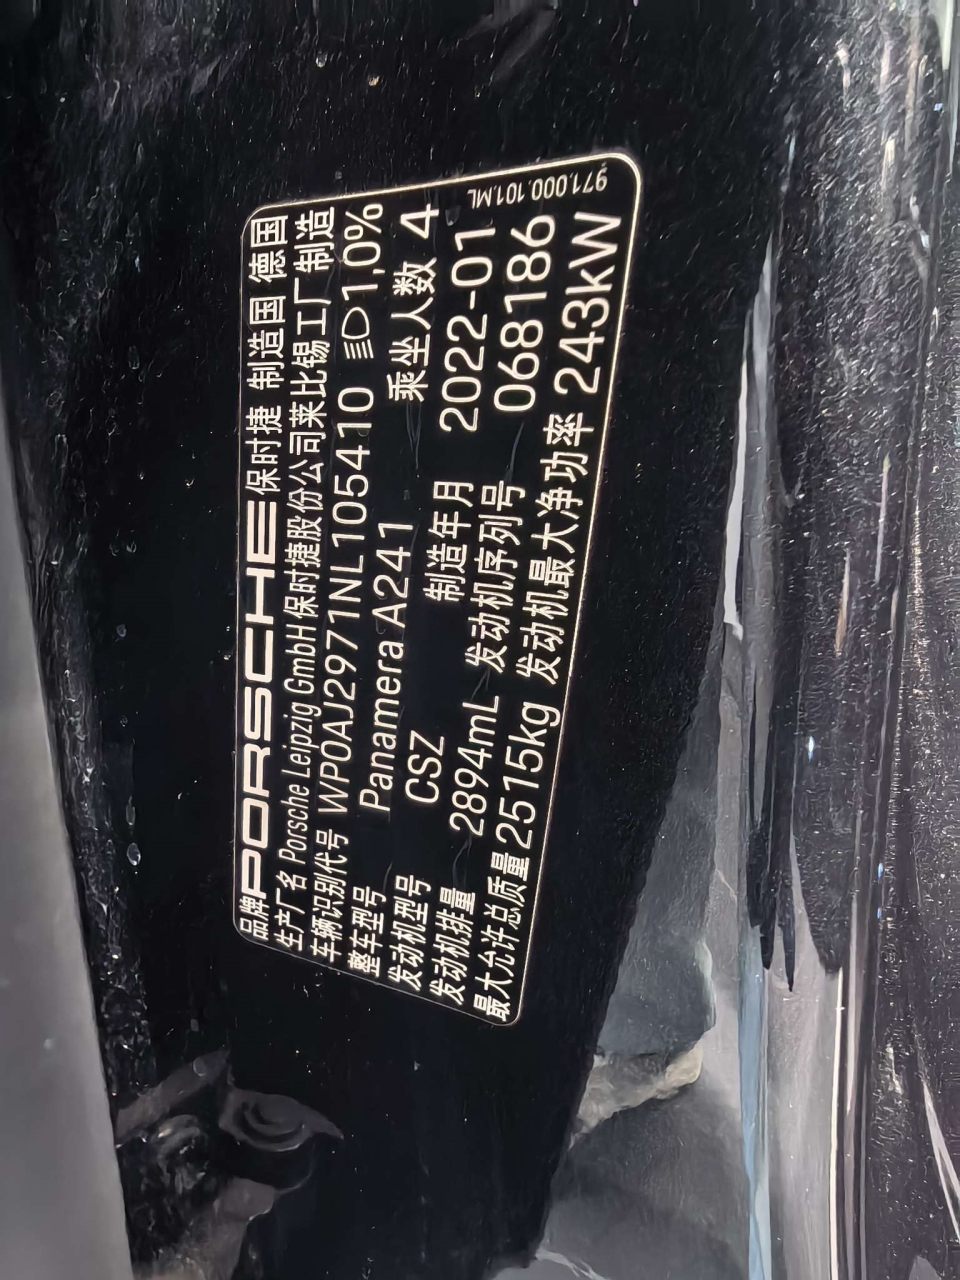 品牌 PORSCHE 保时捷 制造国 德国
生产厂名 Porsche Leipzig GmbH 保时捷股份公司莱比锡工厂制造
车辆识别代号 WP0AJ2971NL105410 1,0%
整车型号 Panamera A241 乘坐人数 4
发动机型号 CSZ 制造年月 2022-01
发动机排量 2894mL 发动机序列号 068186
最大允许总质量 2515kg 发动机最大净功率 243kW
971.000.101.ML